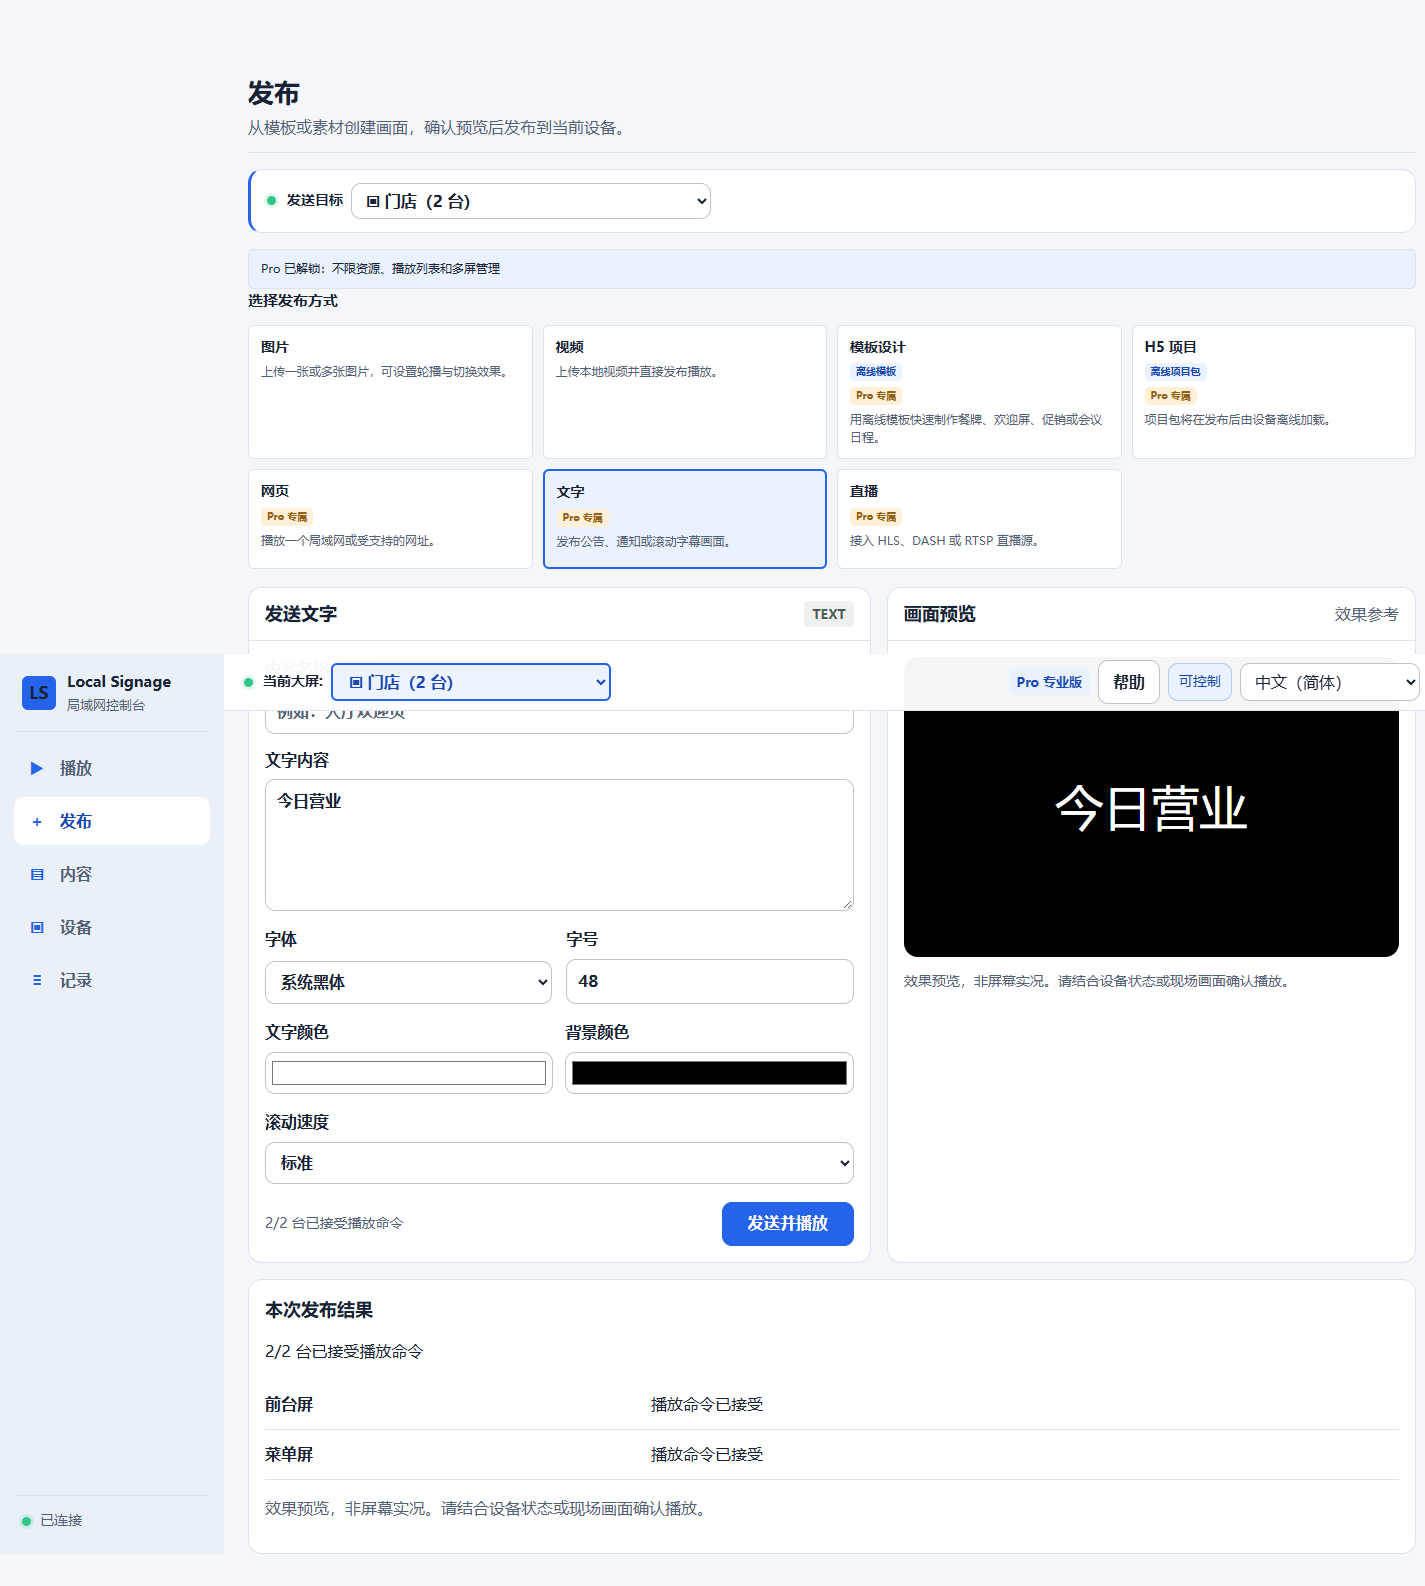 发布
从模板或素材创建画面，确认预览后发布到当前设备。
发送目标
门店（2 台）
Pro 已解锁：不限资源、播放列表和多屏管理
选择发布方式
图片
上传一张或多张图片，可设置轮播与切换效果。
视频
上传本地视频并直接发布播放。
模板设计
离线模板
Pro 专属
用离线模板快速制作餐牌、欢迎屏、促销或会议
日程。
H5 项目
离线项目包
Pro 专属
项目包将在发布后由设备离线加载。
网页
Pro 专属
播放一个局域网或受支持的网址。
文字
Pro 专属
发布公告、通知或滚动字幕画面。
直播
Pro 专属
接入 HLS、DASH 或 RTSP 直播源。
发送文字
TEXT
画面预览
效果参考
LS
Local Signage
局域网控制台
当前大屏:
门店（2 台）
Pro 专业版
帮助
可控制
中文（简体）
播放
发布
内容
设备
记录
已连接
文字内容
今日营业
字体
字号
系统黑体
48
文字颜色
背景颜色
滚动速度
标准
2/2 台已接受播放命令
发送并播放
今日营业
效果预览，非屏幕实况。请结合设备状态或现场画面确认播放。
本次发布结果
2/2 台已接受播放命令
前台屏
播放命令已接受
菜单屏
播放命令已接受
效果预览，非屏幕实况。请结合设备状态或现场画面确认播放。